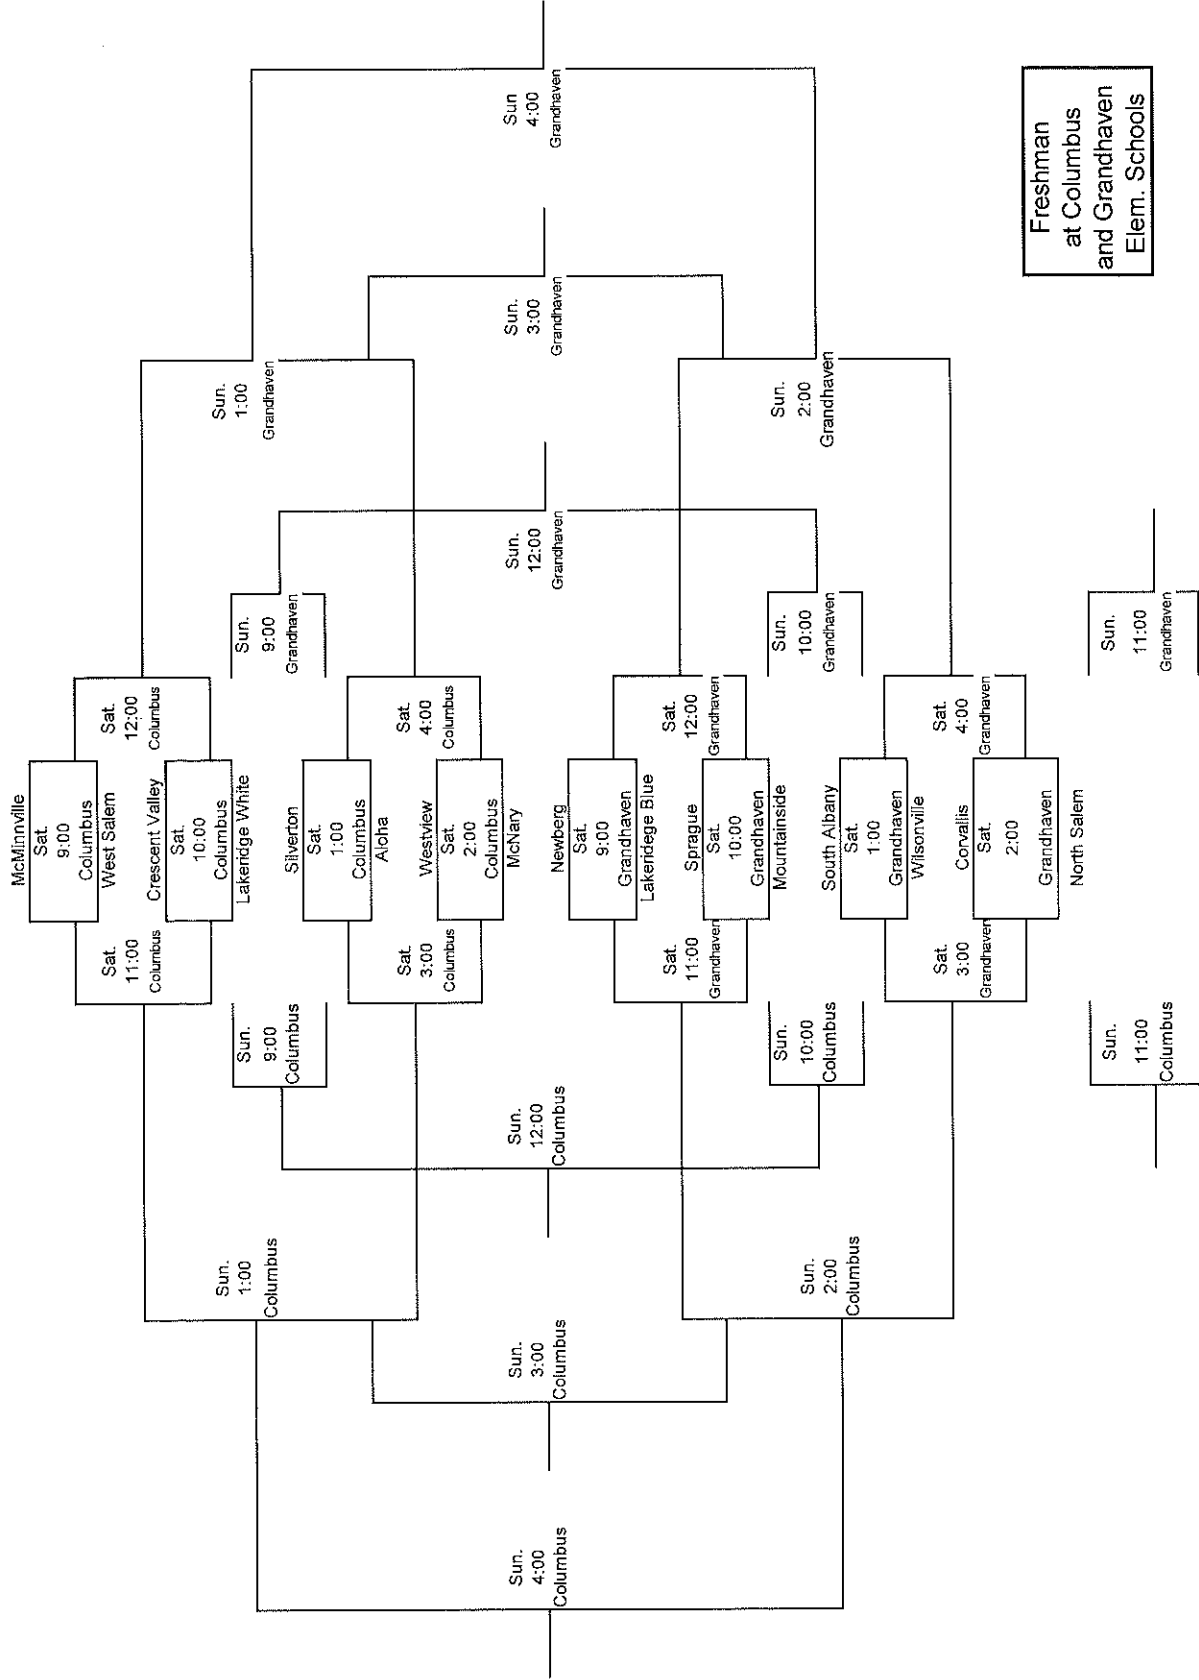 McMinnville
Sat.
9:00
Columbus
West Salem
Sat.
11:00
Columbus
Sat.
12:00
Columbus
Crescent Valley
Sat.
10:00
Columbus
Lakeridge White
Sun.
9:00
Columbus
Sun.
9:00
Grandhaven
Sun.
1:00
Columbus
Sun.
1:00
Grandhaven
Silverton
Sat.
1:00
Columbus
Aloha
Sat.
3:00
Columbus
Sat.
4:00
Columbus
Westview
Sat.
2:00
Columbus
McNary
Sun.
4:00
Columbus
Sun.
3:00
Columbus
Sun.
12:00
Columbus
Sun.
12:00
Grandhaven
Sun.
3:00
Grandhaven
Sun
4:00
Grandhaven
Newberg
Sat.
9:00
Grandhaven
Lakeridege Blue
Sat.
11:00
Grandhaven
Sat.
12:00
Grandhaven
Sprague
Sat.
10:00
Grandhaven
Mountainside
Sun.
10:00
Columbus
Sun.
10:00
Grandhaven
Sun.
2:00
Columbus
Sun.
2:00
Grandhaven
South Albany
Sat.
1:00
Grandhaven
Wilsonville
Sat.
3:00
Grandhaven
Sat.
4:00
Grandhaven
Corvallis
Sat.
2:00
Grandhaven
North Salem
Sun.
11:00
Columbus
Sun.
11:00
Grandhaven
Freshman
at Columbus
and Grandhaven
Elem. Schools